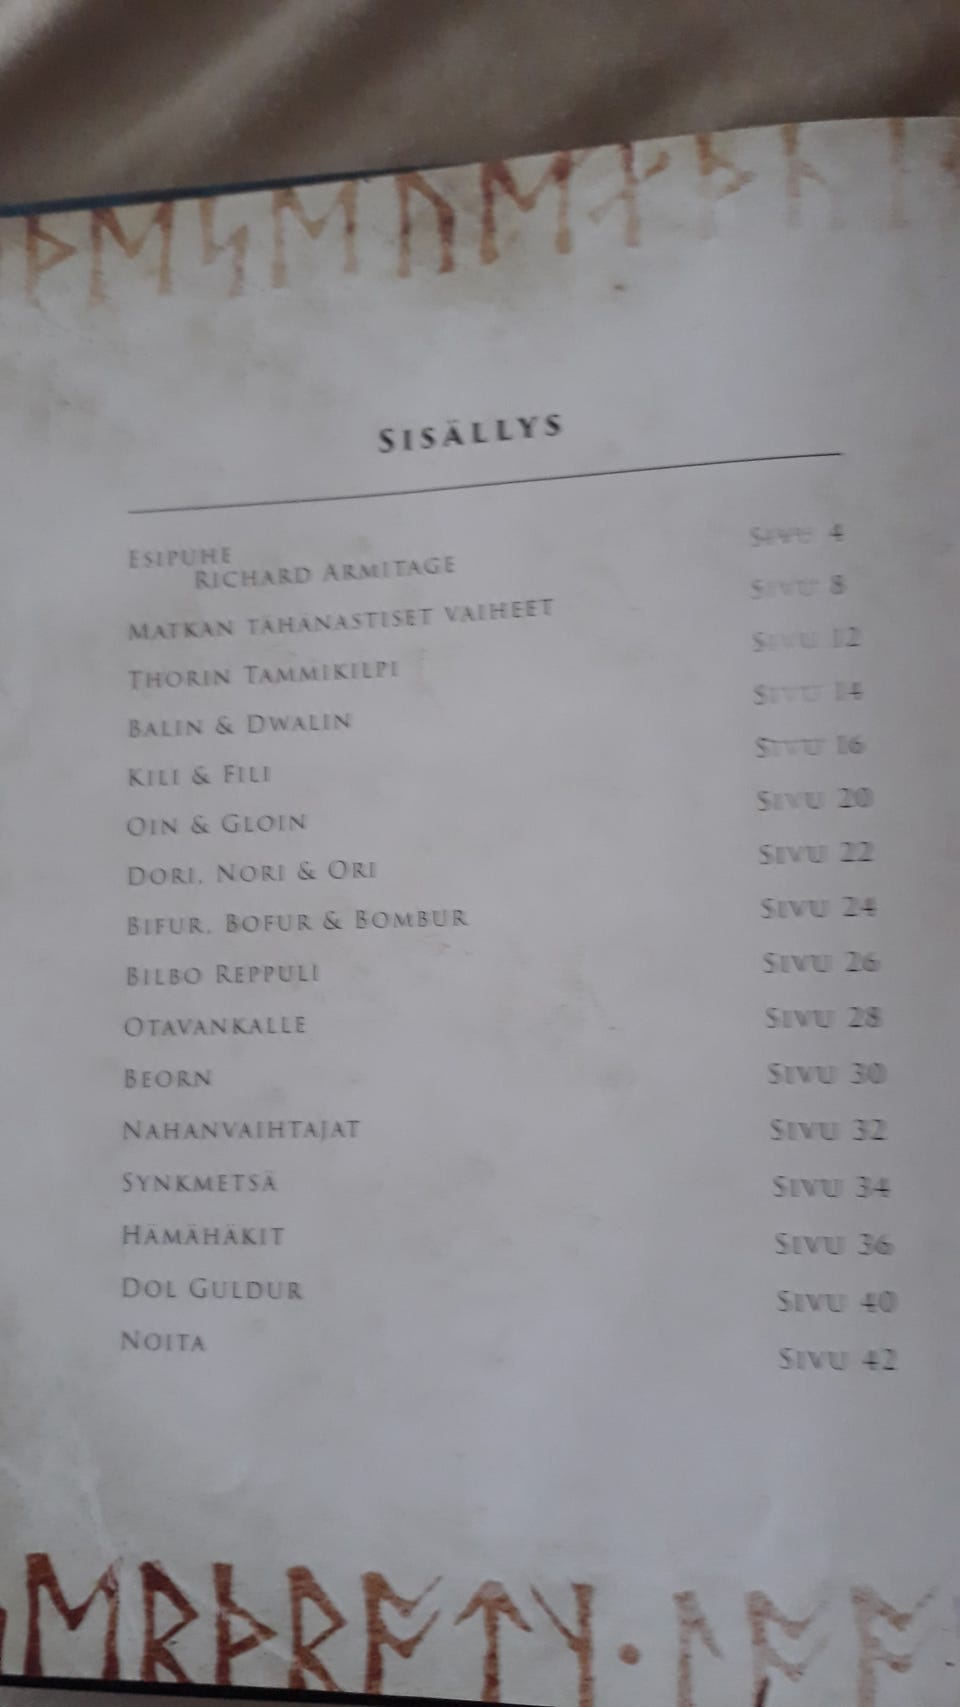 SISÄLLYS
ESIPUHE SIVU 4
RICHARD ARMITAGE
MATKAN TÄHÄNASTISET VAIHEET SIVU 8
THORIN TAMMIKILPI SIVU 12
BALIN & DWALIN SIVU 14
KILI & FILI SIVU 16
OIN & GLOIN SIVU 20
DORI, NORI & ORI SIVU 22
BIFUR, BOFUR & BOMBUR SIVU 24
BILBO REPPULI SIVU 26
OTAVANKALLE SIVU 28
BEORN SIVU 30
NAHANVAIHTAJAT SIVU 32
SYNKMETSÄ SIVU 34
HÄMÄHÄKIT SIVU 36
DOL GULDUR SIVU 40
NOITA SIVU 42